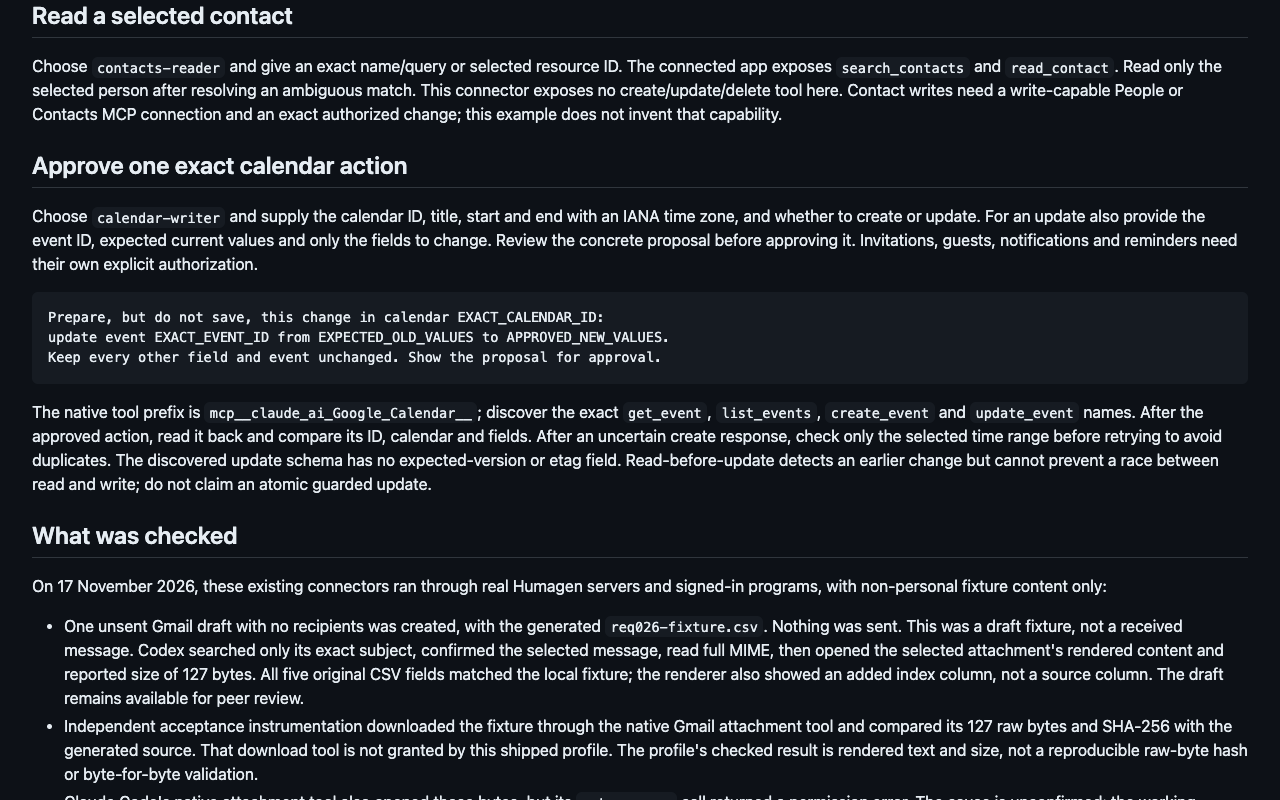 Read a selected contact
Choose contacts-reader and give an exact name/query or selected resource ID. The connected app exposes search_contacts and read_contact. Read only the
selected person after resolving an ambiguous match. This connector exposes no create/update/delete tool here. Contact writes need a write-capable People or
Contacts MCP connection and an exact authorized change; this example does not invent that capability.
Approve one exact calendar action
Choose calendar-writer and supply the calendar ID, title, start and end with an IANA time zone, and whether to create or update. For an update also provide the
event ID, expected current values and only the fields to change. Review the concrete proposal before approving it. Invitations, guests, notifications and reminders need
their own explicit authorization.
Prepare, but do not save, this change in calendar EXACT_CALENDAR_ID:
update event EXACT_EVENT_ID from EXPECTED_OLD_VALUES to APPROVED_NEW_VALUES.
Keep every other field and event unchanged. Show the proposal for approval.
The native tool prefix is mcp__claude_ai_Google_Calendar__; discover the exact get_event, list_events, create_event and update_event names. After the
approved action, read it back and compare its ID, calendar and fields. After an uncertain create response, check only the selected time range before retrying to avoid
duplicates. The discovered update schema has no expected-version or etag field. Read-before-update detects an earlier change but cannot prevent a race between
read and write; do not claim an atomic guarded update.
What was checked
On 17 November 2026, these existing connectors ran through real Humagen servers and signed-in programs, with non-personal fixture content only:
• One unsent Gmail draft with no recipients was created, with the generated req026-fixture.csv. Nothing was sent. This was a draft fixture, not a received
message. Codex searched only its exact subject, confirmed the selected message, read full MIME, then opened the selected attachment's rendered content and
reported size of 127 bytes. All five original CSV fields matched the local fixture; the renderer also showed an added index column, not a source column. The draft
remains available for peer review.
• Independent acceptance instrumentation downloaded the fixture through the native Gmail attachment tool and compared its 127 raw bytes and SHA-256 with the
generated source. That download tool is not granted by this shipped profile. The profile's checked result is rendered text and size, not a reproducible raw-byte hash
or byte-for-byte validation.